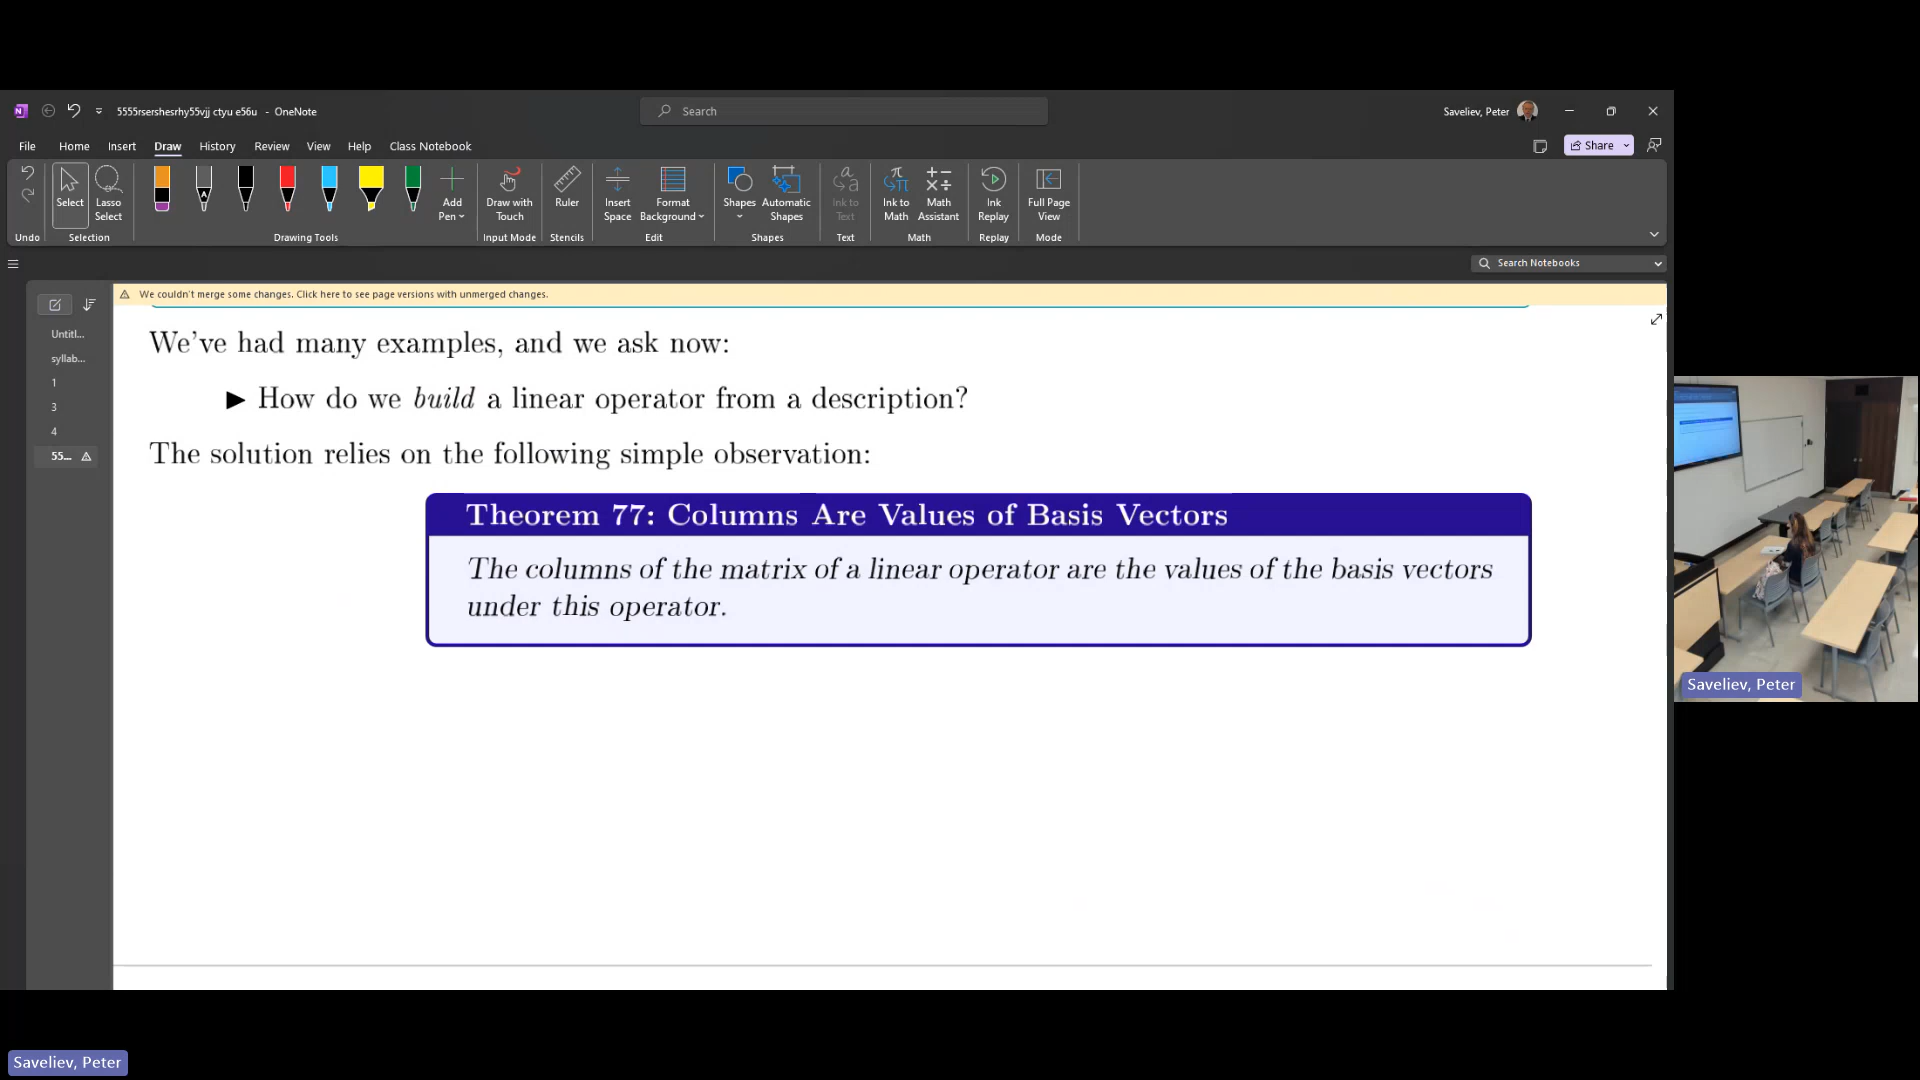 5555rsershesrhy55vjj ctyu e56u - OneNote
Search
Saveliev, Peter
File Home Insert Draw History Review View Help Class Notebook
Share
Select
Lasso Select
Add Pen
Draw with Touch
Ruler
Insert Space
Format Background
Shapes
Automatic Shapes
Ink to Text
Ink to Math
Math Assistant
Ink Replay
Full Page View
Undo Selection Drawing Tools Input Mode Stencils Edit Shapes Text Math Replay Mode
Search Notebooks
We couldn't merge some changes. Click here to see page versions with unmerged changes.
Untitl...
syllab...
1
3
4
55...
We've had many examples, and we ask now:
▶ How do we build a linear operator from a description?
The solution relies on the following simple observation:
Theorem 77: Columns Are Values of Basis Vectors
The columns of the matrix of a linear operator are the values of the basis vectors
under this operator.
Saveliev, Peter
Saveliev, Peter